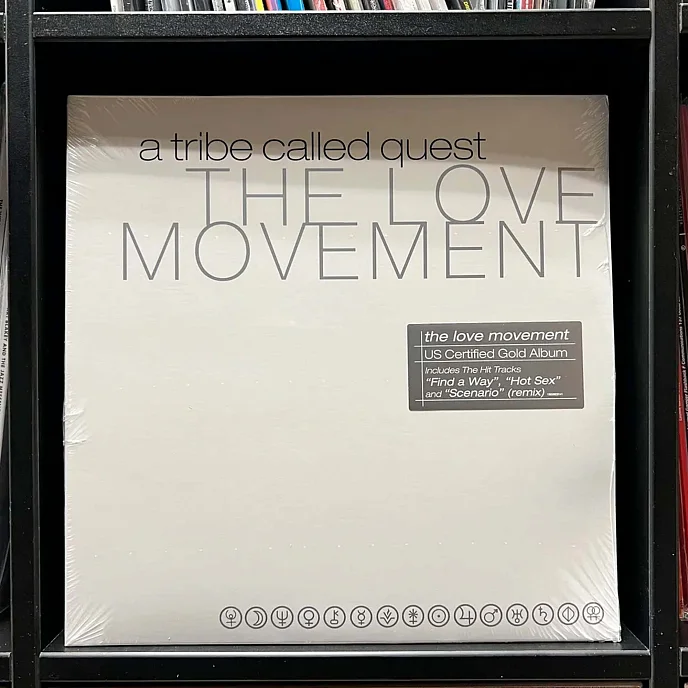 a tribe called quest
THE LOVE
MOVEMENT
the love movement
US Certified Gold Album
Includes The Hit Tracks
“Find a Way”, “Hot Sex”
and “Scenario” (remix)